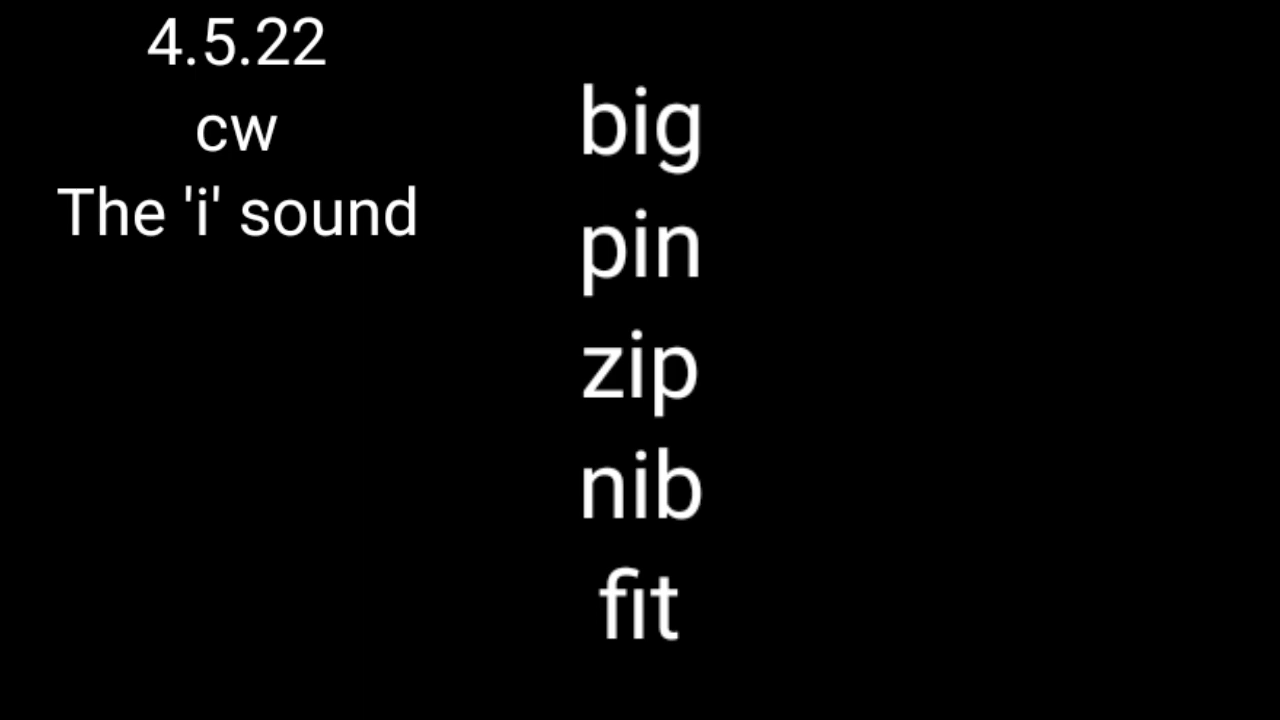 4.5.22
cw
The 'i' sound
big
pin
zip
nib
fit